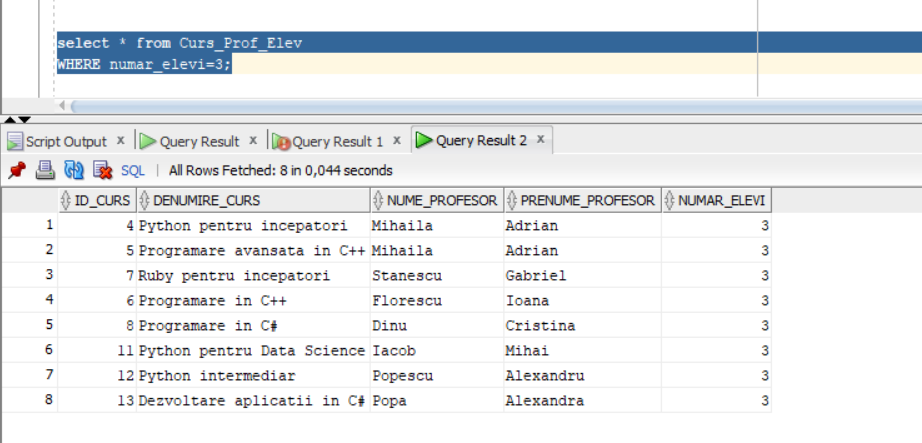 select * from Curs_Prof_Elev
WHERE numar_elevi=3;
Script Output x Query Result x Query Result 1 x Query Result 2 x
SQL | All Rows Fetched: 8 in 0,044 seconds
ID_CURS DENUMIRE_CURS NUME_PROFESOR PRENUME_PROFESOR NUMAR_ELEVI
1 4 Python pentru incepatori Mihaila Adrian 3
2 5 Programare avansata in C++ Mihaila Adrian 3
3 7 Ruby pentru incepatori Stanescu Gabriel 3
4 6 Programare in C++ Florescu Ioana 3
5 8 Programare in C# Dinu Cristina 3
6 11 Python pentru Data Science Iacob Mihai 3
7 12 Python intermediar Popescu Alexandru 3
8 13 Dezvoltare aplicatii in C# Popa Alexandra 3